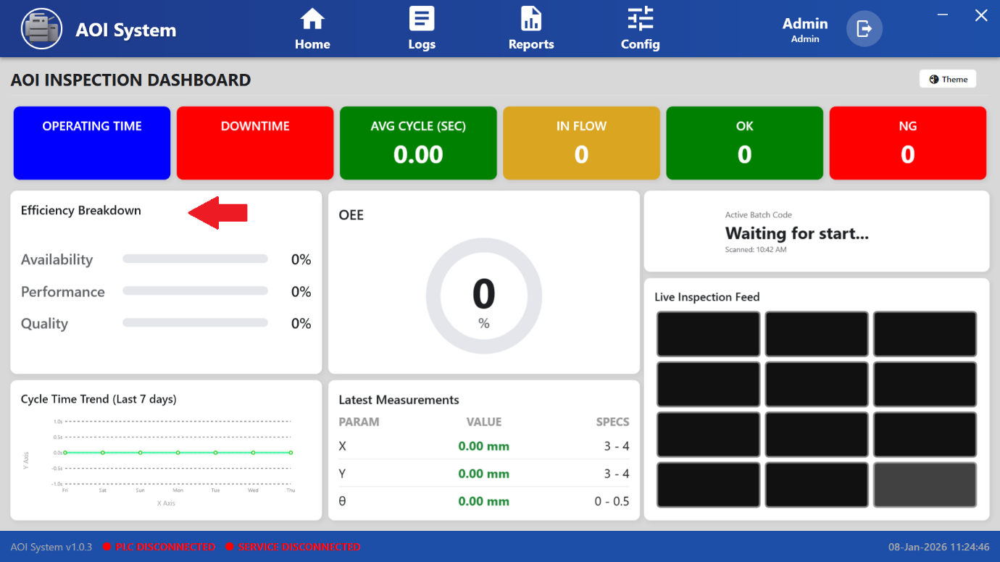 AOI System
Home
Logs
Reports
Config
Admin
Admin
AOI INSPECTION DASHBOARD
Theme
OPERATING TIME
DOWNTIME
AVG CYCLE (SEC)
0.00
IN FLOW
0
OK
0
NG
0
Efficiency Breakdown
Availability 0%
Performance 0%
Quality 0%
OEE
0
%
Active Batch Code
Waiting for start...
Scanned: 10:42 AM
Live Inspection Feed
Cycle Time Trend (Last 7 days)
Y Axis
1.0s
0.5s
0.0s
-0.5s
-1.0s
Fri Sat Sun Mon Tue Wed Thu
X Axis
Latest Measurements
PARAM VALUE SPECS
X 0.00 mm 3 - 4
Y 0.00 mm 3 - 4
θ 0.00 mm 0 - 0.5
AOI System v1.0.3 PLC DISCONNECTED SERVICE DISCONNECTED 08-Jan-2026 11:24:46